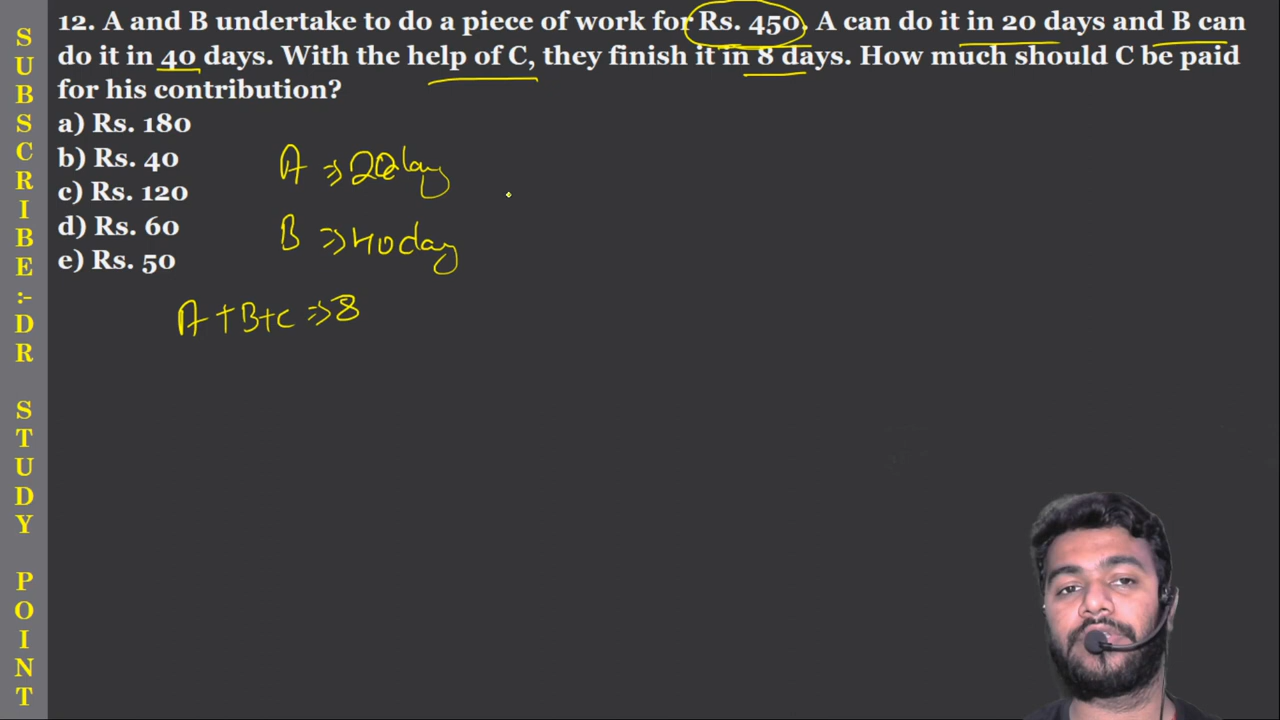 12. A and B undertake to do a piece of work for Rs. 450. A can do it in 20 days and B can
do it in 40 days. With the help of C, they finish it in 8 days. How much should C be paid
for his contribution?
a) Rs. 180
b) Rs. 40
c) Rs. 120
d) Rs. 60
e) Rs. 50
A ⇒ 20 day
B ⇒ 40 day
A+B+C ⇒ 8
SUBSCRIBE:-DR STUDY POINT